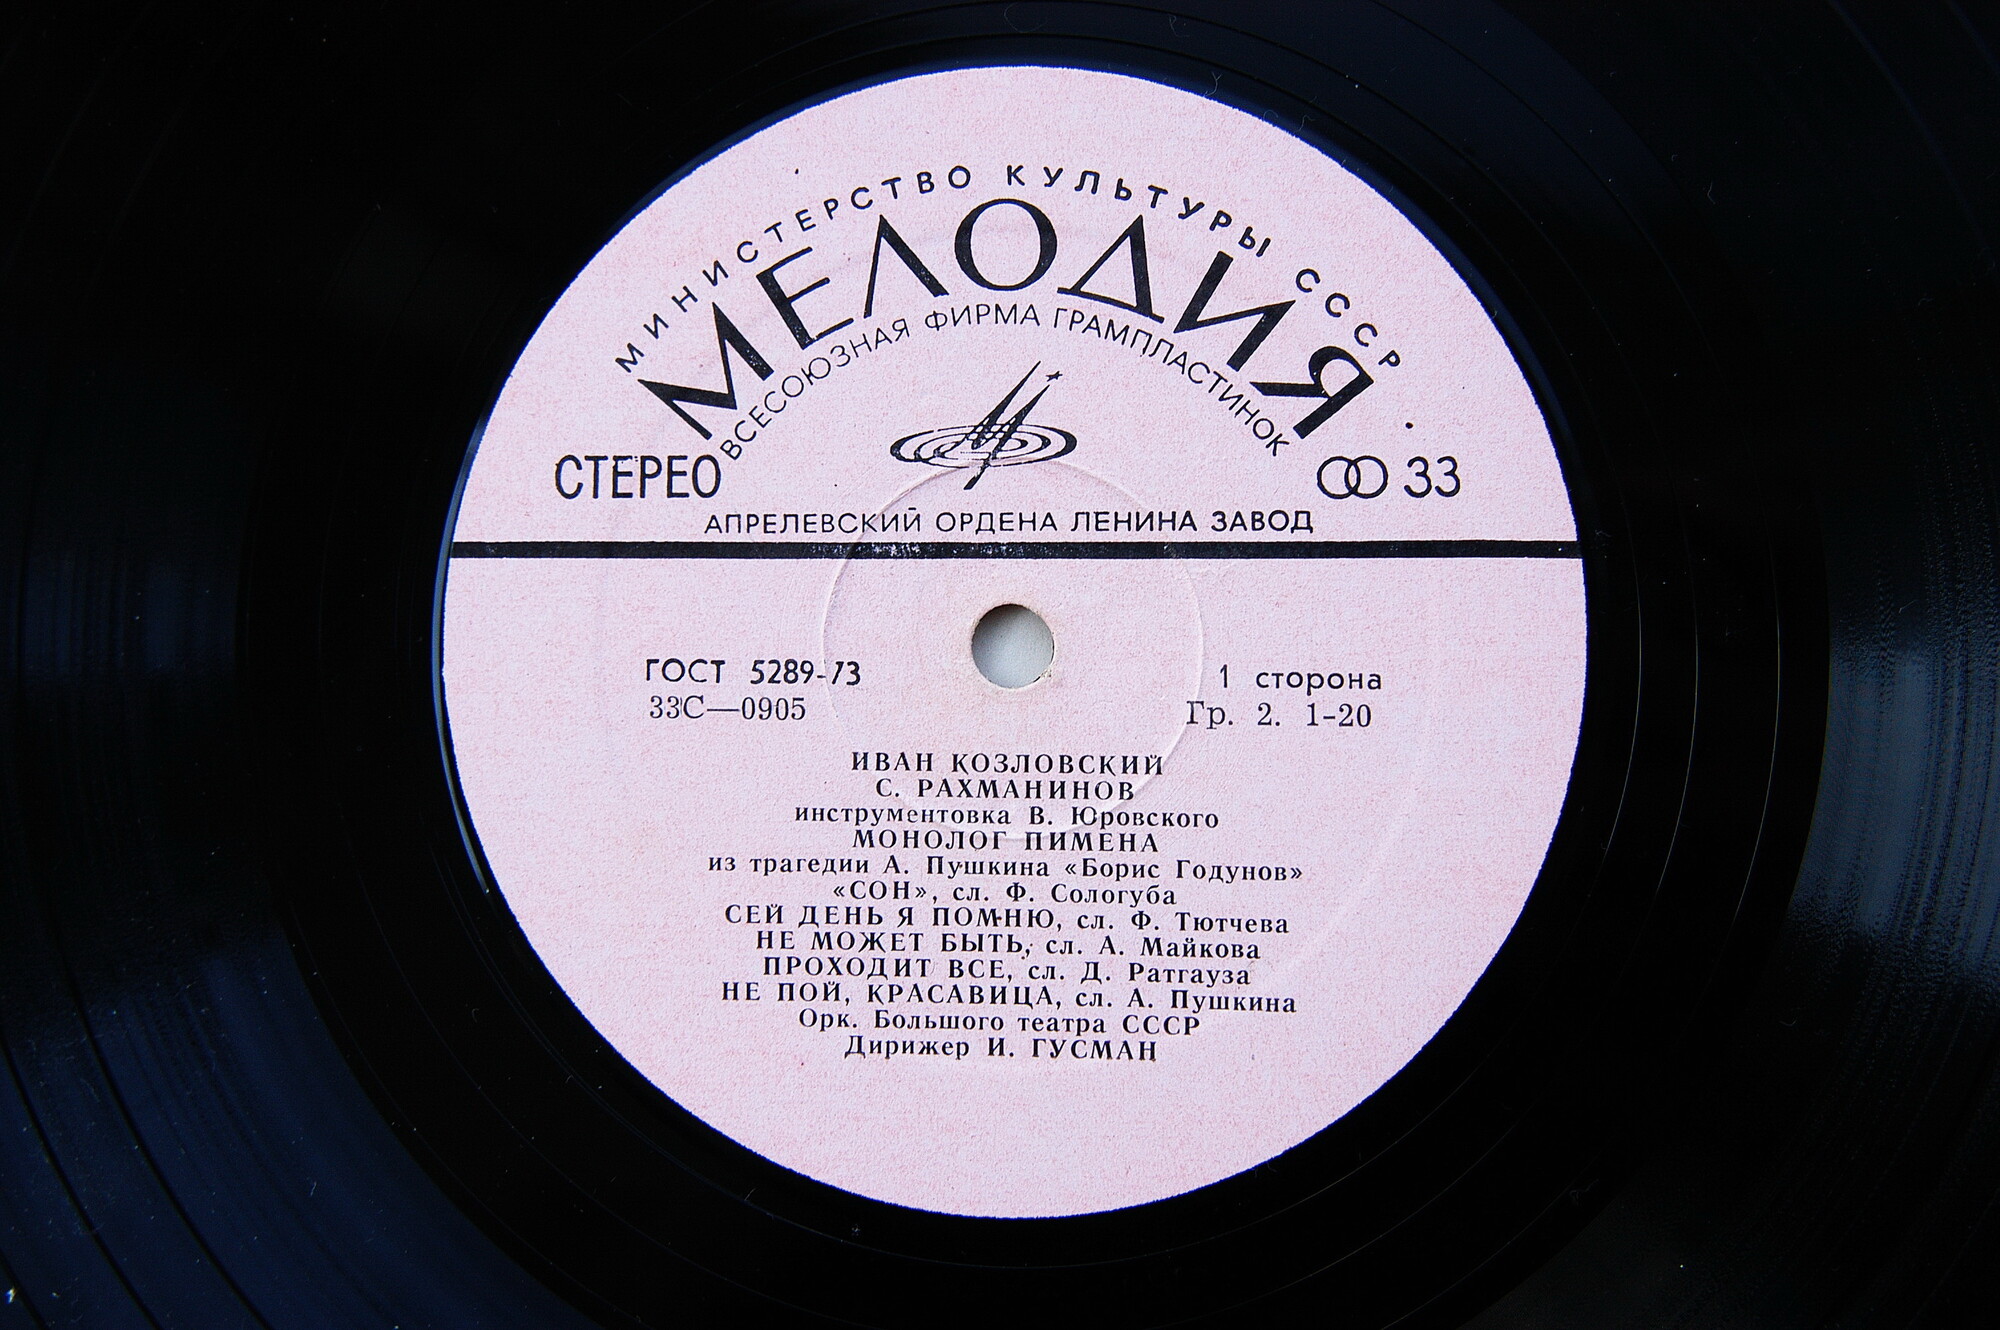 МИНИСТЕРСТВО КУЛЬТУРЫ СССР
МЕЛОДИЯ
ВСЕСОЮЗНАЯ ФИРМА ГРАМПЛАСТИНОК
СТЕРЕО
33
АПРЕЛЕВСКИЙ ОРДЕНА ЛЕНИНА ЗАВОД
ГОСТ 5289-73
1 сторона
33С—0905
Гр. 2. 1-20
ИВАН КОЗЛОВСКИЙ
С. РАХМАНИНОВ
инструментовка В. Юровского
МОНОЛОГ ПИМЕНА
из трагедии А. Пушкина «Борис Годунов»
«СОН», сл. Ф. Сологуба
СЕЙ ДЕНЬ Я ПОМНЮ, сл. Ф. Тютчева
НЕ МОЖЕТ БЫТЬ, сл. А. Майкова
ПРОХОДИТ ВСЕ, сл. Д. Ратгауза
НЕ ПОЙ, КРАСАВИЦА, сл. А. Пушкина
Орк. Большого театра СССР
Дирижер И. ГУСМАН